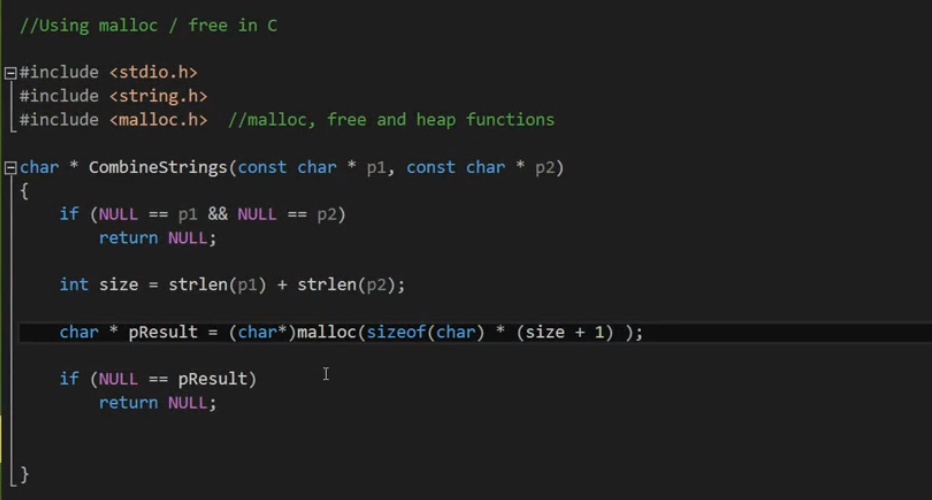 //Using malloc / free in C
#include <stdio.h>
#include <string.h>
#include <malloc.h>  //malloc, free and heap functions
char * CombineStrings(const char * p1, const char * p2)
{
    if (NULL == p1 && NULL == p2)
        return NULL;
    int size = strlen(p1) + strlen(p2);
    char * pResult = (char*)malloc(sizeof(char) * (size + 1) );
    if (NULL == pResult)
        return NULL;
}